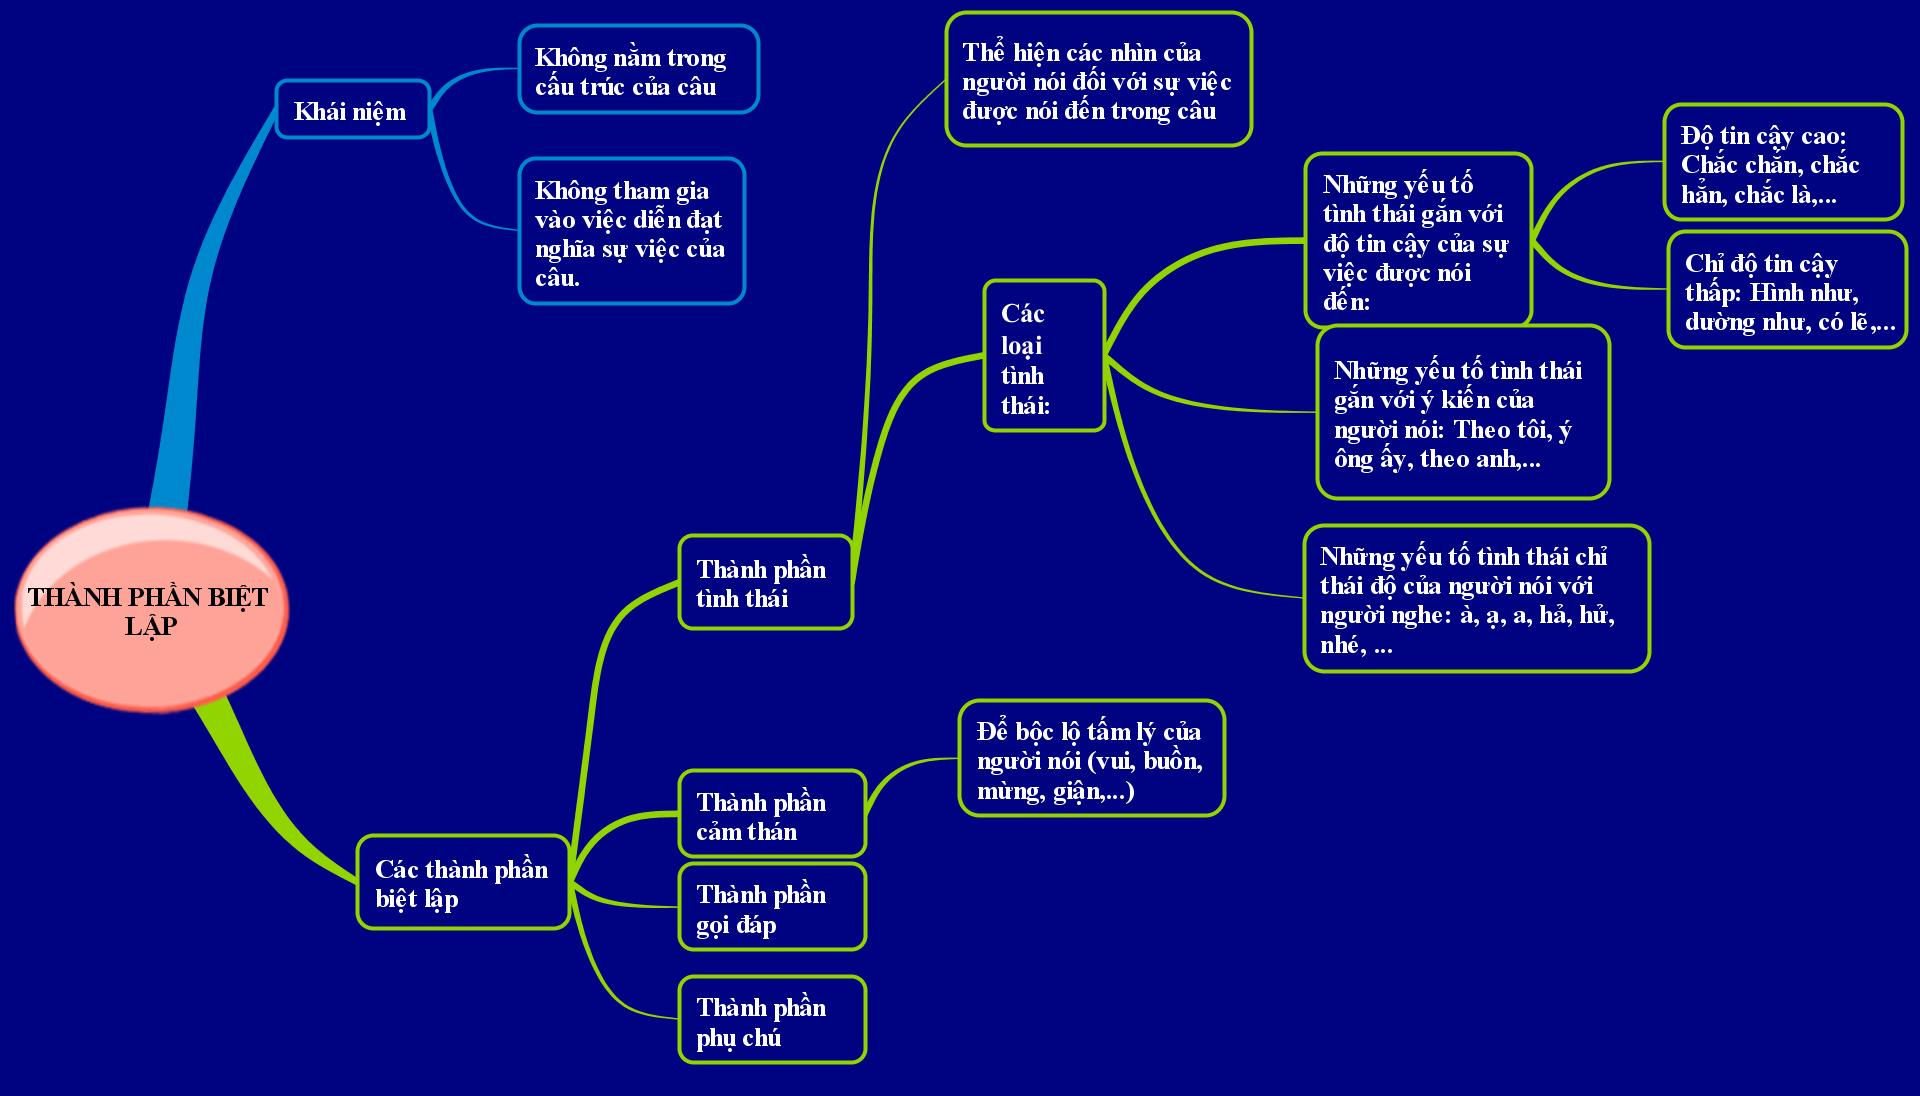 THÀNH PHẦN BIỆT
LẬP
Khái niệm
Không nằm trong
cấu trúc của câu
Không tham gia
vào việc diễn đạt
nghĩa sự việc của
câu.
Các thành phần
biệt lập
Thành phần
tình thái
Thể hiện các nhìn của
người nói đối với sự việc
được nói đến trong câu
Các
loại
tình
thái:
Những yếu tố
tình thái gắn với
độ tin cậy của sự
việc được nói
đến:
Độ tin cậy cao:
Chắc chắn, chắc
hẳn, chắc là,...
Chỉ độ tin cậy
thấp: Hình như,
dường như, có lẽ,...
Những yếu tố tình thái
gắn với ý kiến của
người nói: Theo tôi, ý
ông ấy, theo anh,...
Những yếu tố tình thái chỉ
thái độ của người nói với
người nghe: à, ạ, a, hả, hử,
nhé, ...
Thành phần
cảm thán
Để bộc lộ tấm lý của
người nói (vui, buồn,
mừng, giận,...)
Thành phần
gọi đáp
Thành phần
phụ chú